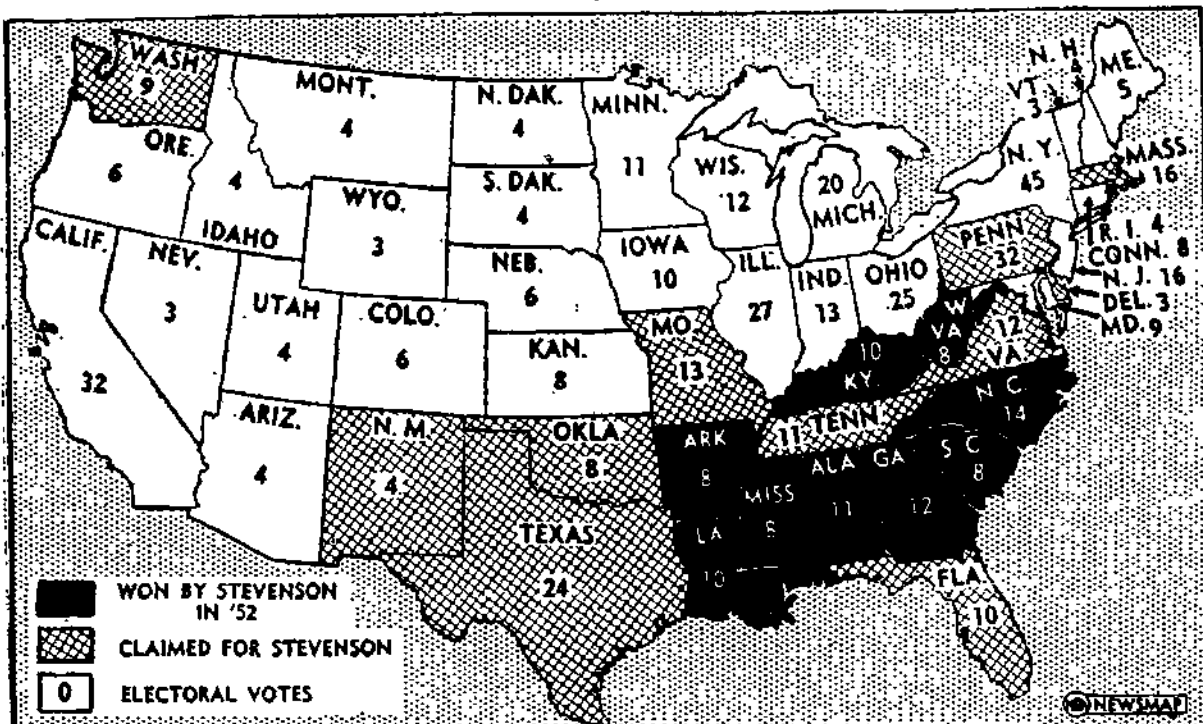 WASH
9
MONT.
4
N. DAK.
4
MINN.
11
N. H.
VT.
3
ME.
5
ORE.
6
4
IDAHO
WYO.
3
S. DAK.
4
WIS.
12
20
MICH.
N. Y.
45
MASS.
16
CALIF.
32
NEV.
3
UTAH
4
COLO.
6
NEB.
6
IOWA
10
ILL.
27
IND.
13
OHIO
25
PENN
32
R. I. 4
CONN. 8
N. J. 16
DEL. 3
MD. 9
KAN.
8
MO.
13
10
KY.
W
VA
8
12
VA.
ARIZ.
4
N. M.
4
OKLA
8
ARK
8
11 TENN.
N C.
14
TEXAS
24
LA
10
MISS
8
ALA
11
GA
12
S C
8
FLA
10
WON BY STEVENSON
IN '52
CLAIMED FOR STEVENSON
0 ELECTORAL VOTES
NEWSMAP